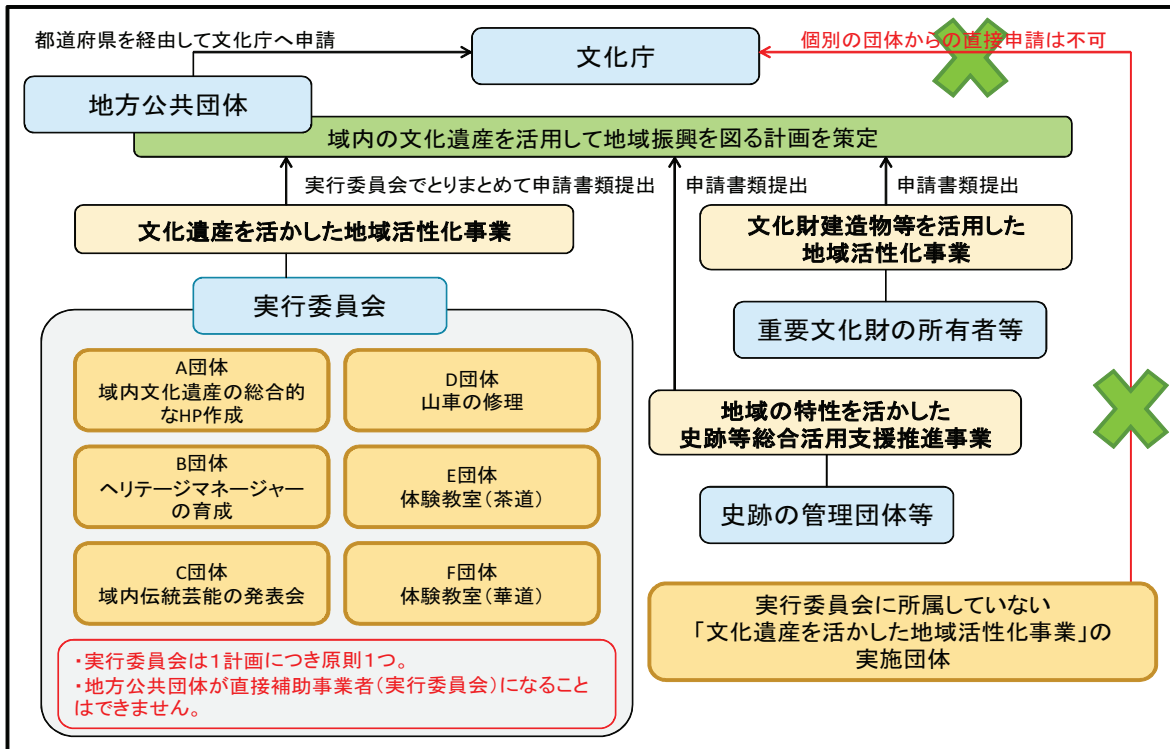 都道府県を経由して文化庁へ申請
文化庁
個別の団体からの直接申請は不可
地方公共団体
域内の文化遺産を活用して地域振興を図る計画を策定
実行委員会でとりまとめて申請書類提出
申請書類提出
申請書類提出
文化遺産を活かした地域活性化事業
文化財建造物等を活用した
地域活性化事業
実行委員会
重要文化財の所有者等
A団体
域内文化遺産の総合的
なHP作成
D団体
山車の修理
地域の特性を活かした
史跡等総合活用支援推進事業
B団体
ヘリテージマネージャー
の育成
E団体
体験教室(茶道)
史跡の管理団体等
C団体
域内伝統芸能の発表会
F団体
体験教室(華道)
実行委員会に所属していない
「文化遺産を活かした地域活性化事業」の
実施団体
・実行委員会は1計画につき原則1つ。
・地方公共団体が直接補助事業者(実行委員会)になること
はできません。